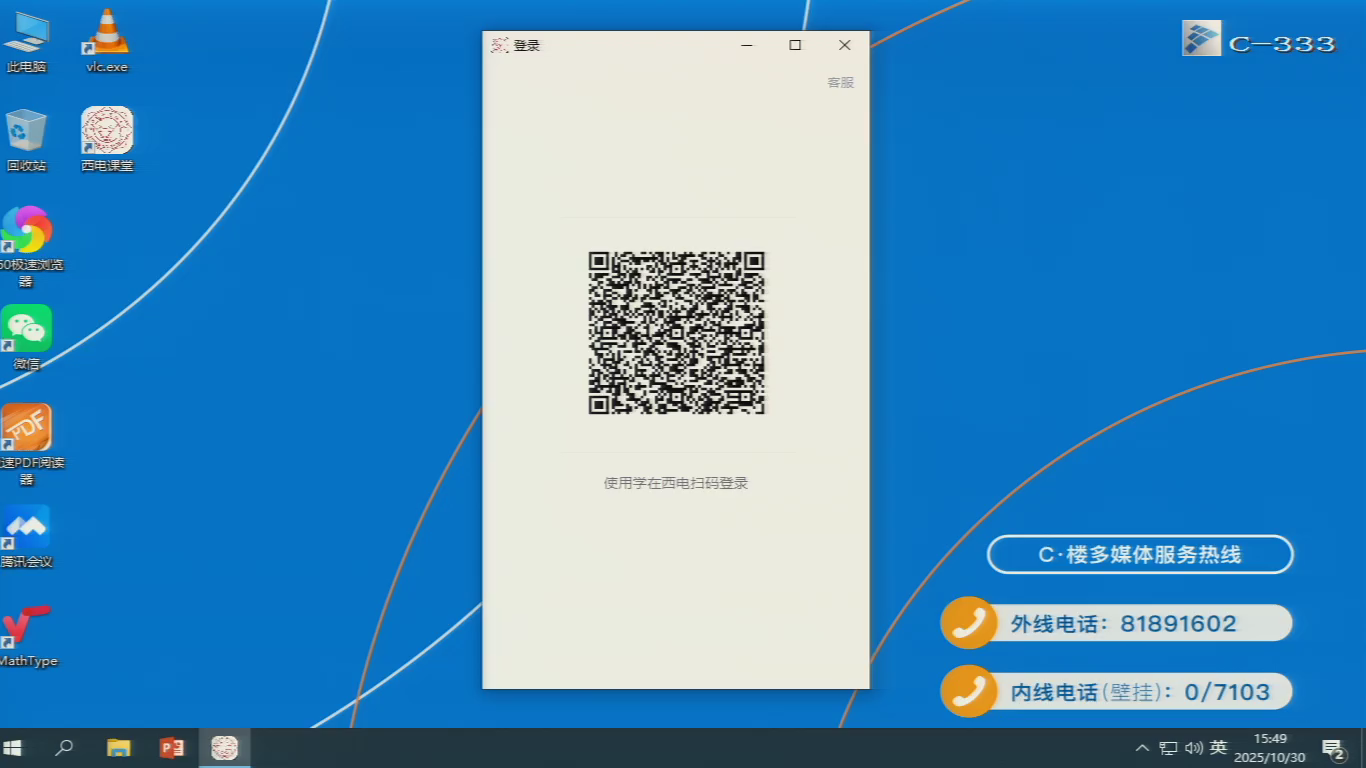 此电脑
vlc.exe
回收站
西电课堂
60极速浏览
器
微信
速PDF阅读
器
腾讯会议
MathType
登录
客服
使用学在西电扫码登录
C-333
C·楼多媒体服务热线
外线电话：81891602
内线电话(壁挂)：0/7103
英
15:49
2025/10/30
2